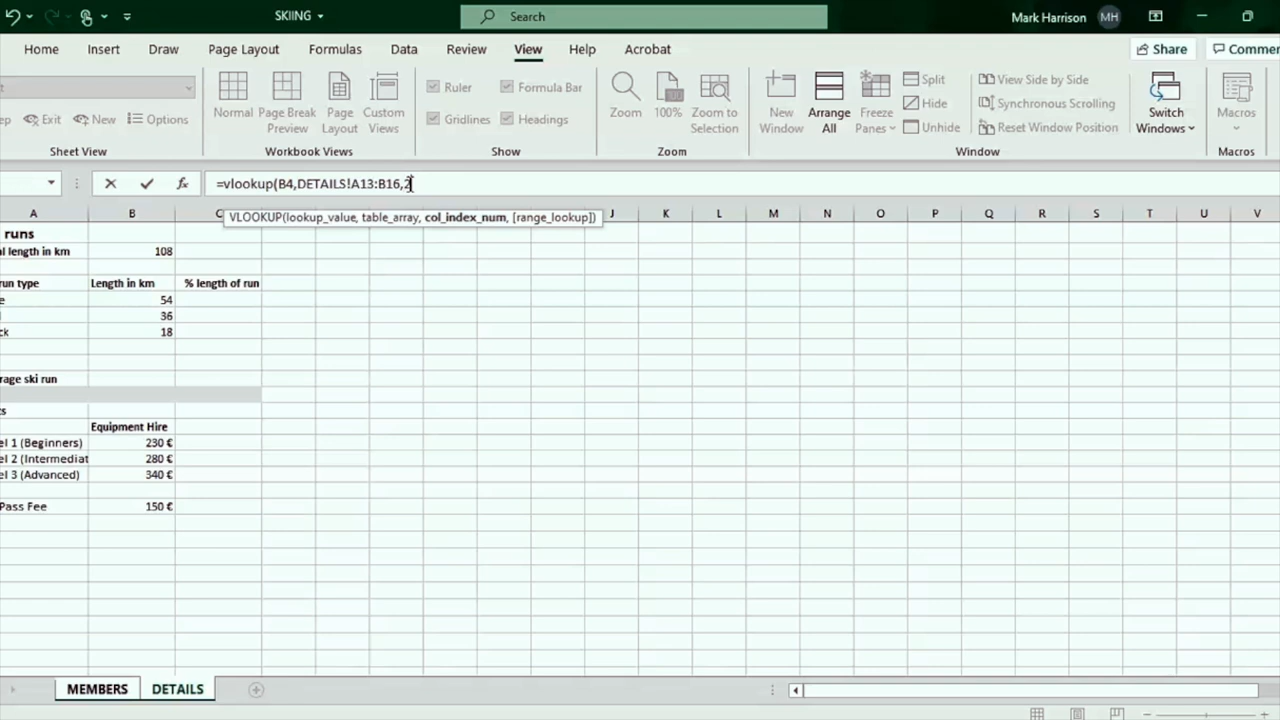 SKIING
Search
Mark Harrison MH
Home Insert Draw Page Layout Formulas Data Review View Help Acrobat
Share Commer
Exit New Options
Sheet View
Normal Page Break Preview Page Layout Custom Views
Workbook Views
Ruler Formula Bar
Gridlines Headings
Show
Zoom 100% Zoom to Selection
Zoom
New Window Arrange All Freeze Panes
Split
Hide
Unhide
View Side by Side
Synchronous Scrolling
Reset Window Position
Switch Windows
Window
Macros
Macros
fx =vlookup(B4,DETAILS!A13:B16,2
VLOOKUP(lookup_value, table_array, col_index_num, [range_lookup])
A B C J K L M N O P Q R S T U V
runs
al length in km 108
run type Length in km % length of run
e 54
36
ck 18
rage ski run
ts
Equipment Hire
el 1 (Beginners) 230 €
el 2 (Intermediat 280 €
el 3 (Advanced) 340 €
Pass Fee 150 €
MEMBERS DETAILS